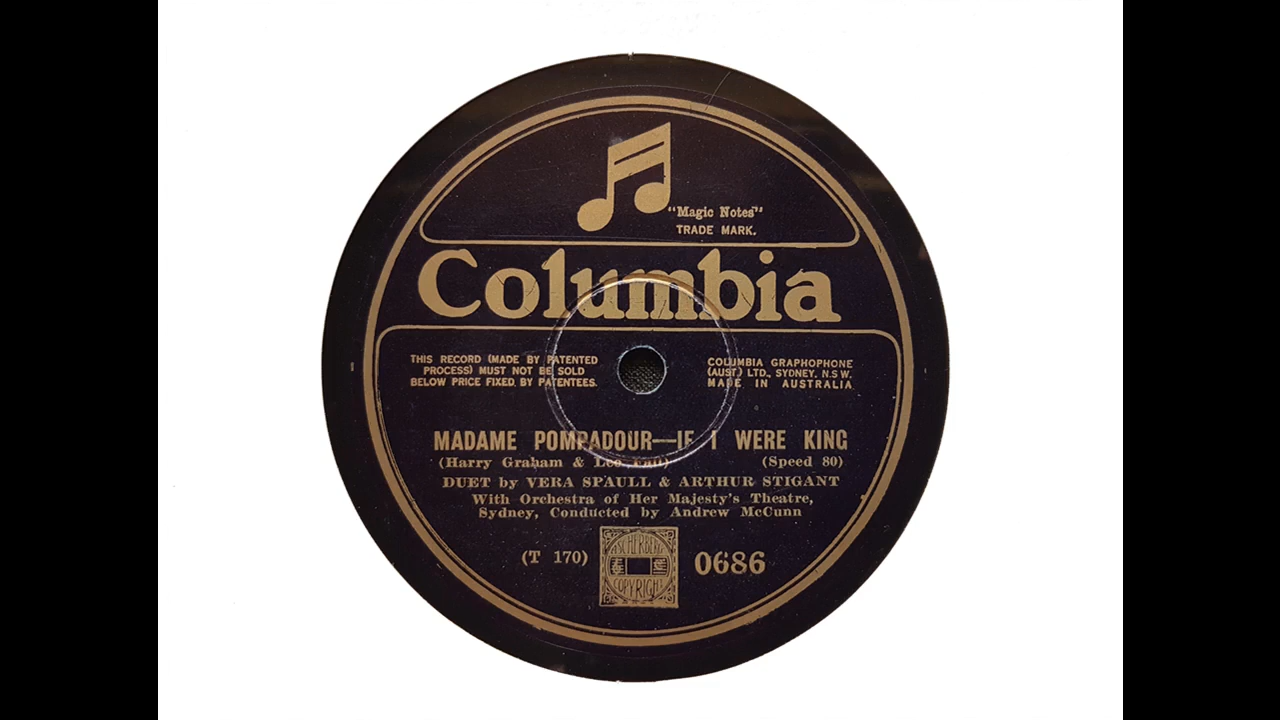 "Magic Notes"
TRADE MARK.
Columbia
THIS RECORD (MADE BY PATENTED
PROCESS) MUST NOT BE SOLD
BELOW PRICE FIXED BY PATENTEES.
COLUMBIA GRAPHOPHONE
(AUST.) LTD., SYDNEY, N.S.W.
MADE IN AUSTRALIA
MADAME POMPADOUR—IF I WERE KING
(Harry Graham & Leo Fall) (Speed 80)
DUET by VERA SPAULL & ARTHUR STIGANT
With Orchestra of Her Majesty's Theatre,
Sydney, Conducted by Andrew McCunn
(T 170)
COPYRIGHT
0686